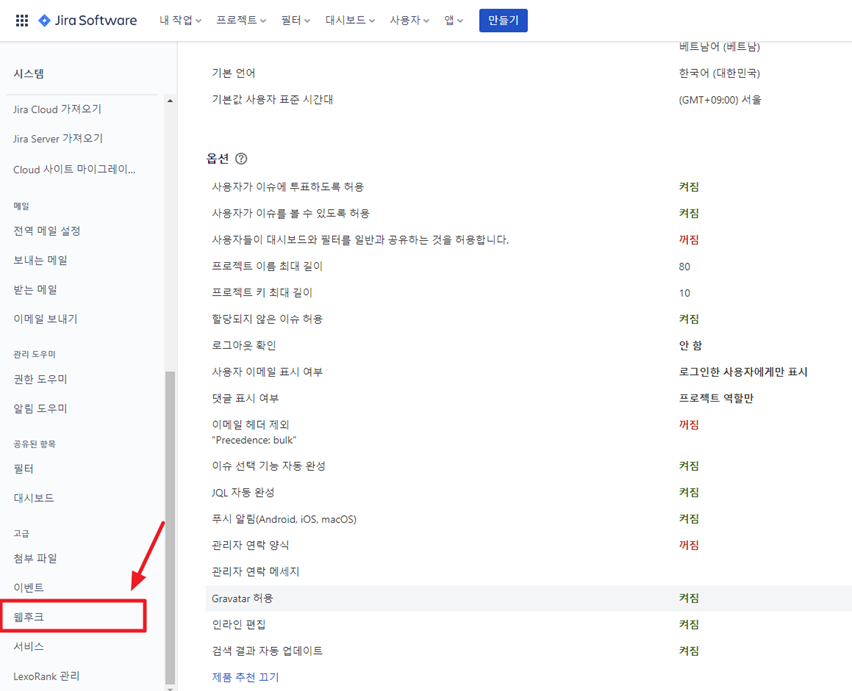 Jira Software 내 작업 프로젝트 필터 대시보드 사용자 앱 만들기
시스템
Jira Cloud 가져오기
Jira Server 가져오기
Cloud 사이트 마이그레이...
메일
전역 메일 설정
보내는 메일
받는 메일
이메일 보내기
관리 도우미
권한 도우미
알림 도우미
공유된 항목
필터
대시보드
고급
첨부 파일
이벤트
웹후크
서비스
LexoRank 관리
베트남어 (베트남)
기본 언어 한국어 (대한민국)
기본값 사용자 표준 시간대 (GMT+09:00) 서울
옵션
사용자가 이슈에 투표하도록 허용 켜짐
사용자가 이슈를 볼 수 있도록 허용 켜짐
사용자들이 대시보드와 필터를 일반과 공유하는 것을 허용합니다. 꺼짐
프로젝트 이름 최대 길이 80
프로젝트 키 최대 길이 10
할당되지 않은 이슈 허용 켜짐
로그아웃 확인 안 함
사용자 이메일 표시 여부 로그인한 사용자에게만 표시
댓글 표시 여부 프로젝트 역할만
이메일 헤더 제외 꺼짐
"Precedence: bulk"
이슈 선택 기능 자동 완성 켜짐
JQL 자동 완성 켜짐
푸시 알림(Android, iOS, macOS) 켜짐
관리자 연락 양식 꺼짐
관리자 연락 메세지
Gravatar 허용 켜짐
인라인 편집 켜짐
검색 결과 자동 업데이트 켜짐
제품 추천 끄기